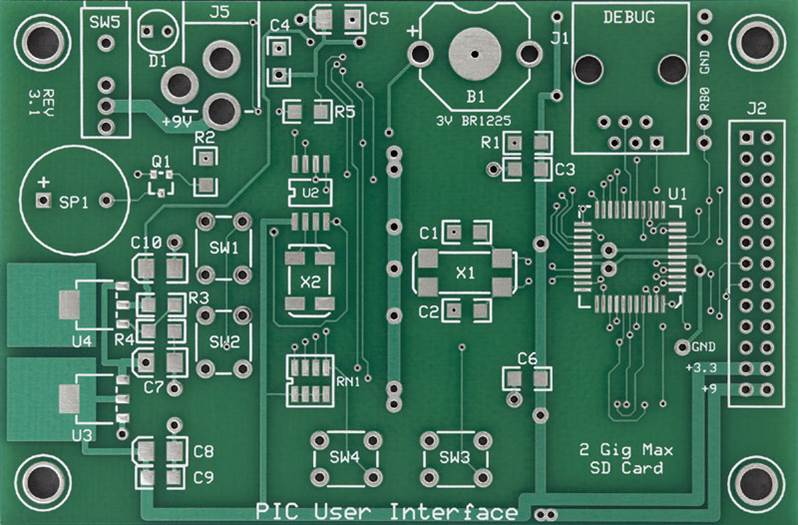 SW5
D1
J5
C4
C5
+
B1
3V BR1225
J1
DEBUG
GND
RB0
J2
REV
3.1
+9V
R2
R5
R1
C3
Q1
+
SP1
U2
U1
C10
SW1
X2
C1
X1
R3
C2
R4
U4
SW2
GND
+3.3
+9
C7
RN1
C6
U3
C8
C9
SW4
SW3
2 Gig Max
SD Card
PIC User Interface